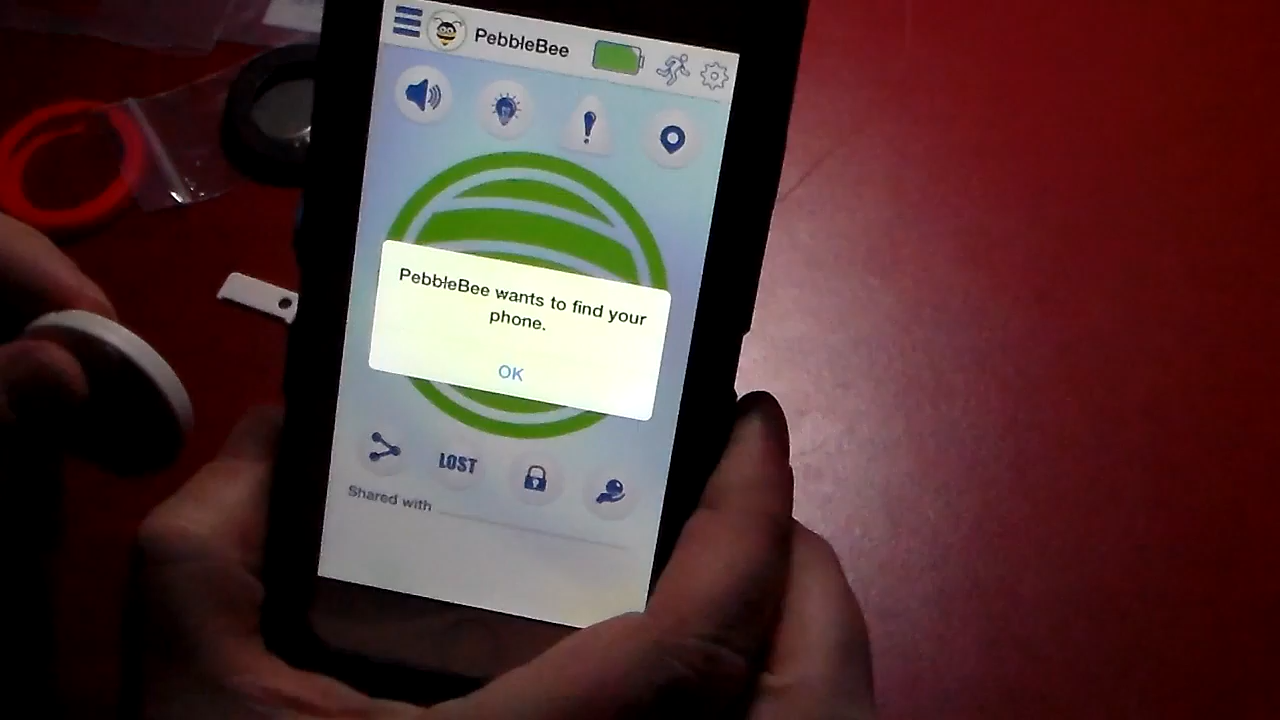 PebbleBee
PebbleBee wants to find your
phone.
OK
LOST
Shared with